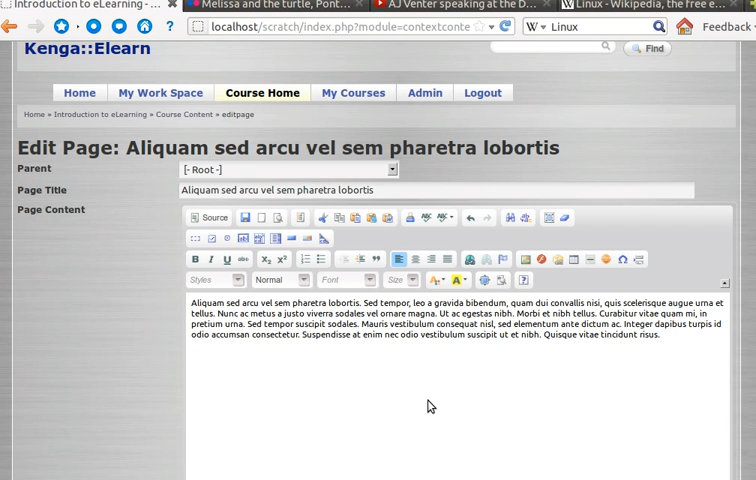 Introduction to eLearning - ...
Melissa and the turtle, Pont...
AJ Venter speaking at the D...
Linux - Wikipedia, the free e...
localhost/scratch/index.php?module=contextconte
Linux
Feedback
Kenga::Elearn
Find
Home
My Work Space
Course Home
My Courses
Admin
Logout
Home » Introduction to eLearning » Course Content » editpage
Edit Page: Aliquam sed arcu vel sem pharetra lobortis
Parent
[- Root -]
Page Title
Aliquam sed arcu vel sem pharetra lobortis
Page Content
Source
B I U abc X₂ X²
Styles
Normal
Font
Size
Aliquam sed arcu vel sem pharetra lobortis. Sed tempor, leo a gravida bibendum, quam dui convallis nisi, quis scelerisque augue urna et
tellus. Nunc ac metus a justo viverra sodales vel ornare magna. Ut ac egestas nibh. Morbi et nibh tellus. Curabitur vitae quam mi, in
pretium urna. Sed tempor suscipit sodales. Mauris vestibulum consequat nisl, sed elementum ante dictum ac. Integer dapibus turpis id
odio accumsan consectetur. Suspendisse at enim nec odio vestibulum suscipit ut et nibh. Quisque vitae tincidunt risus.